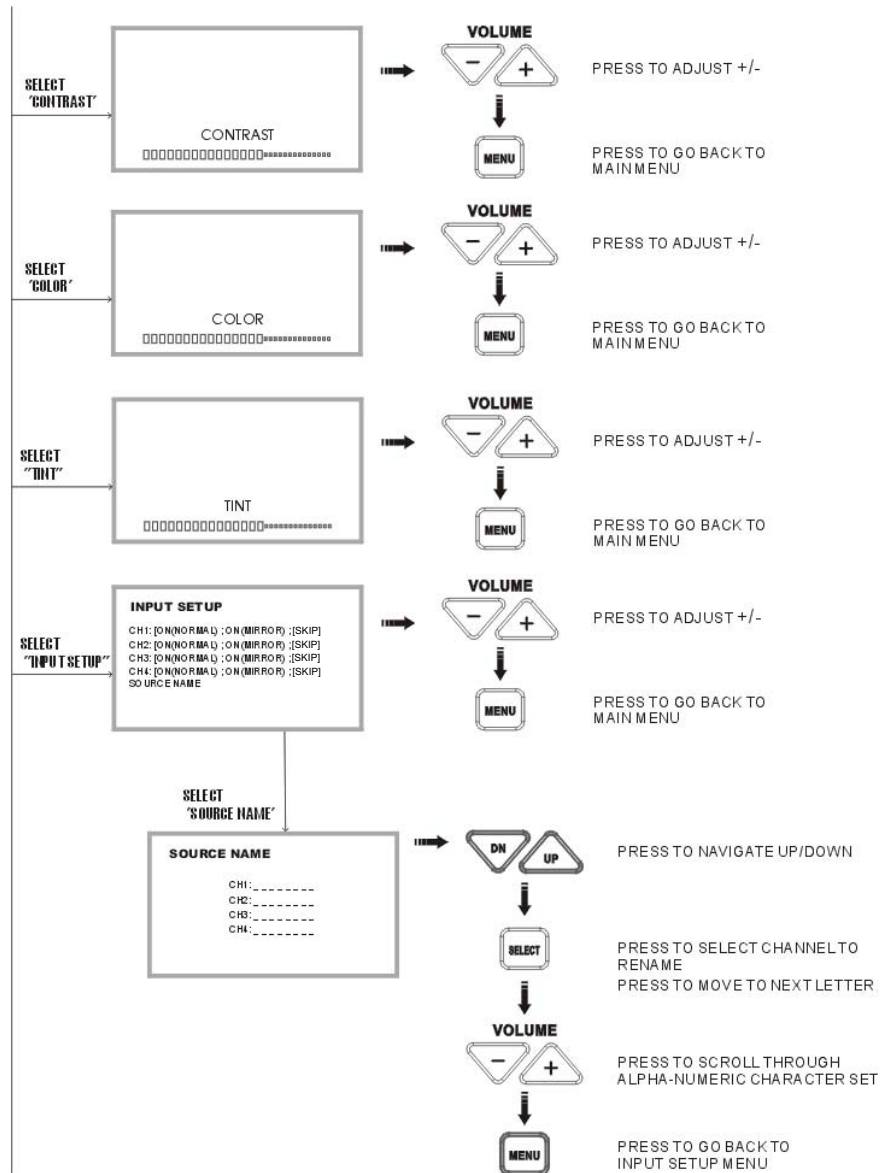 VOLUME
- +
PRESS TO ADJUST +/-
SELECT
'CONTRAST'
CONTRAST
MENU
PRESS TO GO BACK TO
MAIN MENU
VOLUME
- +
PRESS TO ADJUST +/-
SELECT
'COLOR'
COLOR
MENU
PRESS TO GO BACK TO
MAIN MENU
VOLUME
- +
PRESS TO ADJUST +/-
SELECT
"TINT"
TINT
MENU
PRESS TO GO BACK TO
MAIN MENU
VOLUME
- +
PRESS TO ADJUST +/-
SELECT
"INPUT SETUP"
INPUT SETUP
CH1: [ON(NORMAL) ; ON(MIRROR) ; [SKIP]
CH2: [ON(NORMAL) ; ON(MIRROR) ; [SKIP]
CH3: [ON(NORMAL) ; ON(MIRROR) ; [SKIP]
CH4: [ON(NORMAL) ; ON(MIRROR) ; [SKIP]
SOURCE NAME
MENU
PRESS TO GO BACK TO
MAIN MENU
SELECT
'SOURCE NAME'
SOURCE NAME
CH1:_ _ _ _ _ _ _ _
CH2:_ _ _ _ _ _ _ _
CH3:_ _ _ _ _ _ _ _
CH4:_ _ _ _ _ _ _ _
DN UP
PRESS TO NAVIGATE UP/DOWN
SELECT
PRESS TO SELECT CHANNEL TO
RENAME
PRESS TO MOVE TO NEXT LETTER
VOLUME
- +
PRESS TO SCROLL THROUGH
ALPHA-NUMERIC CHARACTER SET
MENU
PRESS TO GO BACK TO
INPUT SETUP MENU